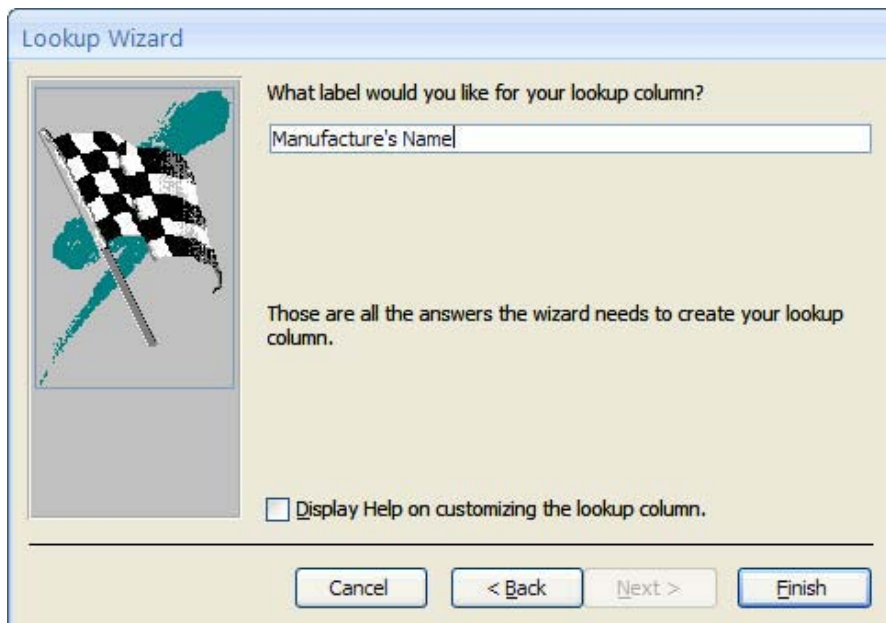 Lookup Wizard
What label would you like for your lookup column?
Manufacture's Name
Those are all the answers the wizard needs to create your lookup
column.
Display Help on customizing the lookup column.
Cancel
< Back
Next >
Finish